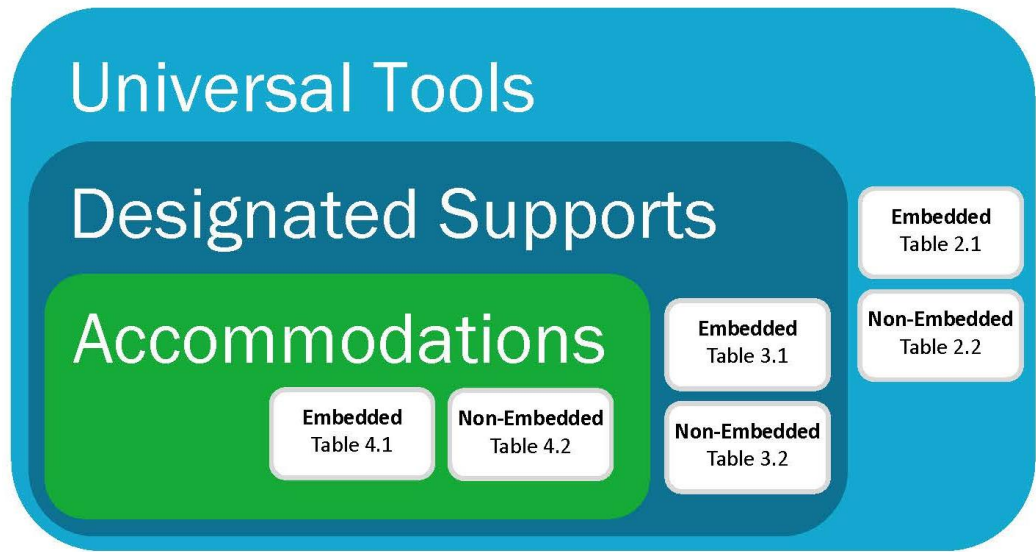 Universal Tools
Designated Supports
Embedded
Table 2.1
Non-Embedded
Table 2.2
Accommodations
Embedded
Table 3.1
Non-Embedded
Table 3.2
Embedded
Table 4.1
Non-Embedded
Table 4.2